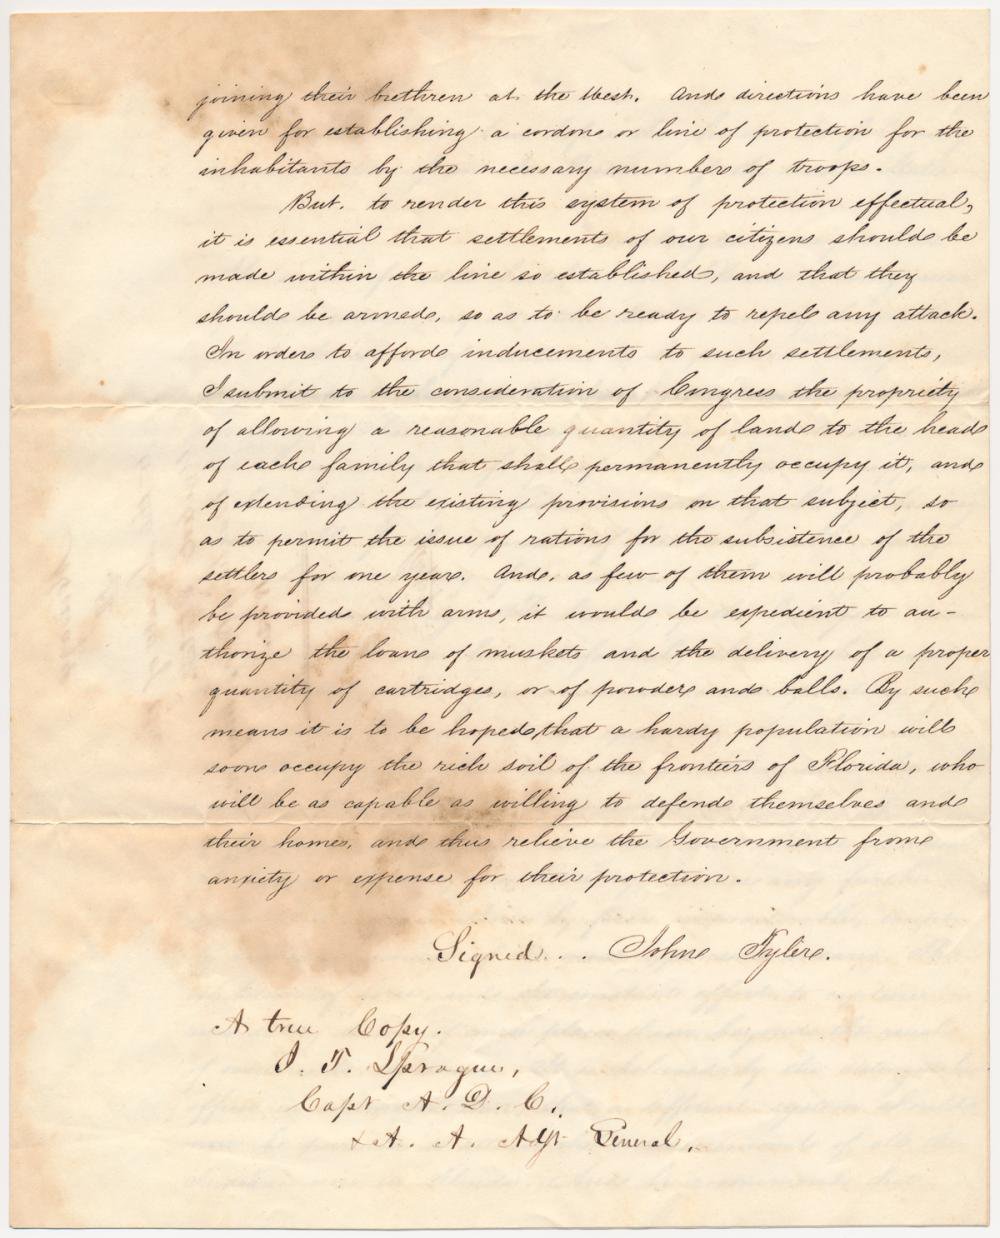 joining their brethren at the West. And directions have been
given for establishing a cordon or line of protection for the
inhabitants by the necessary number of troops.
But. to render this system of protection effectual,
it is essential that settlements of our citizens should be
made within the line so established, and that they
should be armed, so as to be ready to repel any attack.
In order to afford inducements to such settlements,
I submit to the consideration of Congress the propriety
of allowing a reasonable quantity of land to the head
of each family that shall permanently occupy it, and
of extending the existing provisions on that subject, so
as to permit the issue of rations for the subsistence of the
settlers for one year. And, as few of them will probably
be provided with arms, it would be expedient to au-
thorize the loan of muskets and the delivery of a proper
quantity of cartridges, or of powder and balls. By such
means it is to be hoped, that a hardy population will
soon occupy the rich soil of the frontiers of Florida, who
will be as capable as willing to defend themselves and
their homes, and thus relieve the Government from
anxiety or expense for their protection.
Signed . . John Tyler.
A true Copy.
J. T. Sprague,
Capt A. D. C.,
& A. A. Adjt General.